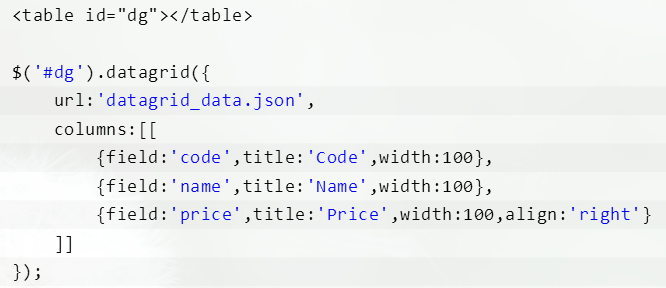 <table id="dg"></table>
$('#dg').datagrid({
    url:'datagrid_data.json',
    columns:[[
        {field:'code',title:'Code',width:100},
        {field:'name',title:'Name',width:100},
        {field:'price',title:'Price',width:100,align:'right'}
    ]]
});